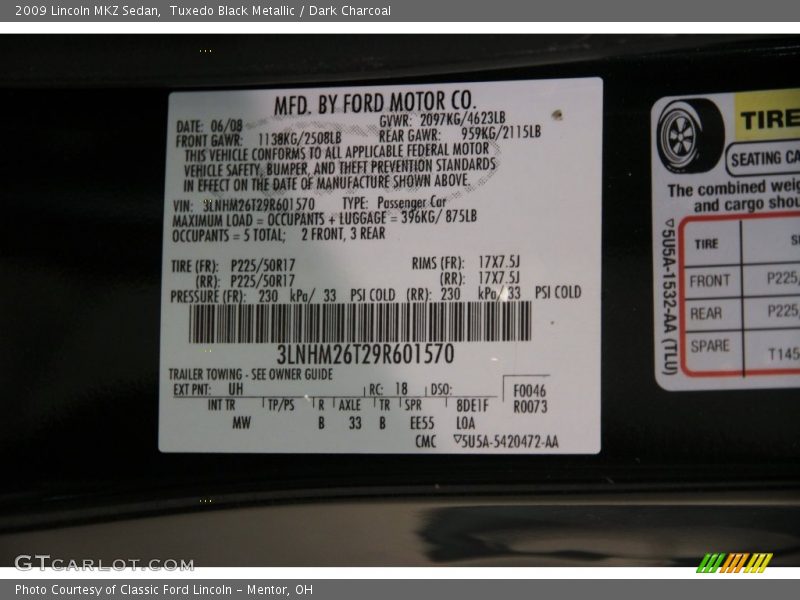 2009 Lincoln MKZ Sedan, Tuxedo Black Metallic / Dark Charcoal
MFD. BY FORD MOTOR CO.
DATE: 06/08 GVWR: 2097KG/4623LB
FRONT GAWR: 1138KG/2508LB REAR GAWR: 959KG/2115LB
THIS VEHICLE CONFORMS TO ALL APPLICABLE FEDERAL MOTOR
VEHICLE SAFETY, BUMPER, AND THEFT PREVENTION STANDARDS
IN EFFECT ON THE DATE OF MANUFACTURE SHOWN ABOVE.
VIN: 3LNHM26T29R601570 TYPE: Passenger Car
MAXIMUM LOAD = OCCUPANTS + LUGGAGE = 396KG/ 875LB
OCCUPANTS = 5 TOTAL; 2 FRONT, 3 REAR
TIRE (FR): P225/50R17 RIMS (FR): 17X7.5J
(RR): P225/50R17 (RR): 17X7.5J
PRESSURE (FR): 230 kPa/ 33 PSI COLD (RR): 230 kPa/ 33 PSI COLD
3LNHM26T29R601570
TRAILER TOWING - SEE OWNER GUIDE
EXT PNT: UH RC: 18 DSO: F0046
INT TR TP/PS R AXLE TR SPR 8DE1F R0073
MW B 33 B EE55 LOA
CMC ▽5U5A-5420472-AA
TIRE
SEATING CA
The combined weig
and cargo shou
▽5U5A-1532-AA (TLU)
TIRE SI
FRONT P225/
REAR P225/
SPARE T145
GTCARLOT.COM
Photo Courtesy of Classic Ford Lincoln – Mentor, OH